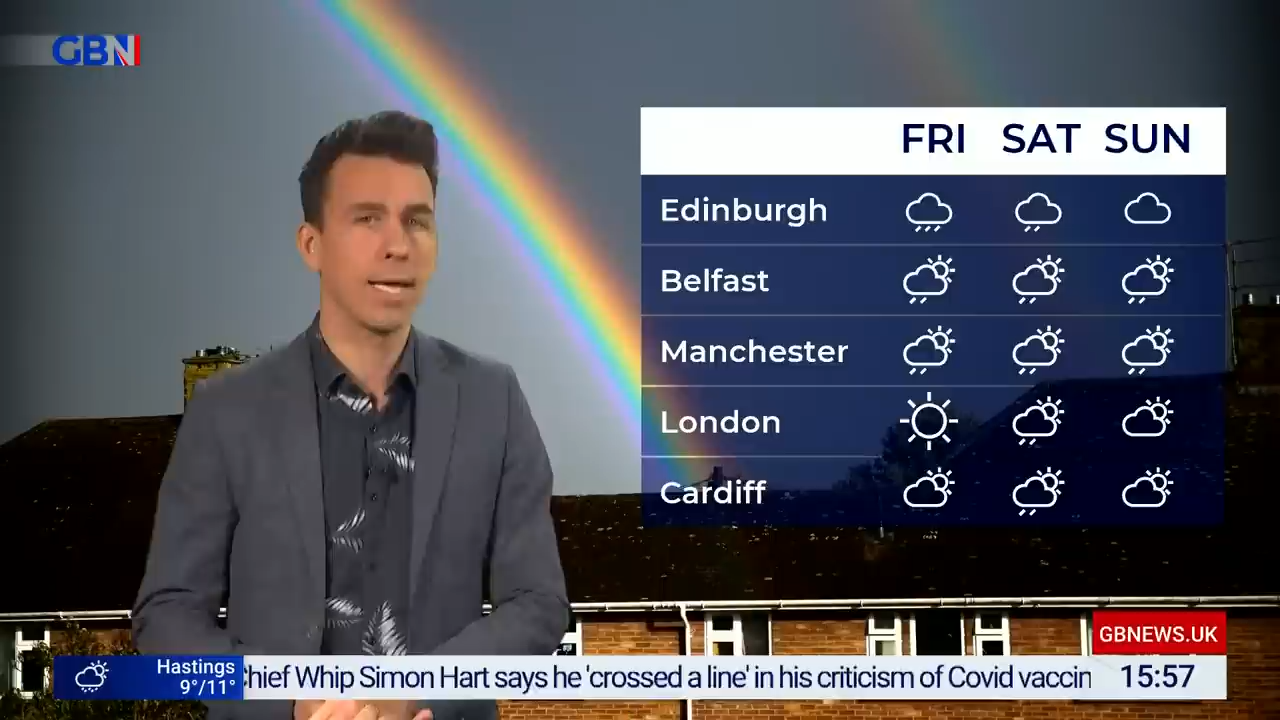 GBN
FRI SAT SUN
Edinburgh
Belfast
Manchester
London
Cardiff
GBNEWS.UK
Hastings
9°/11°
Chief Whip Simon Hart says he 'crossed a line' in his criticism of Covid vaccin
15:57